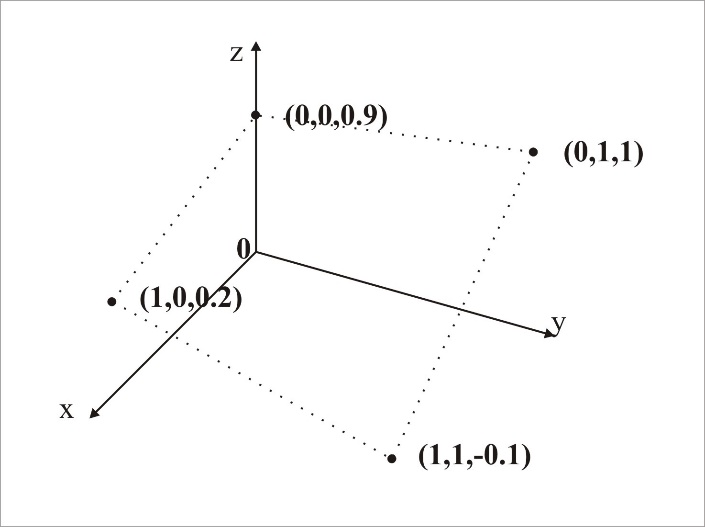 z
(0,0,0.9)
(0,1,1)
0
(1,0,0.2)
y
x
(1,1,-0.1)